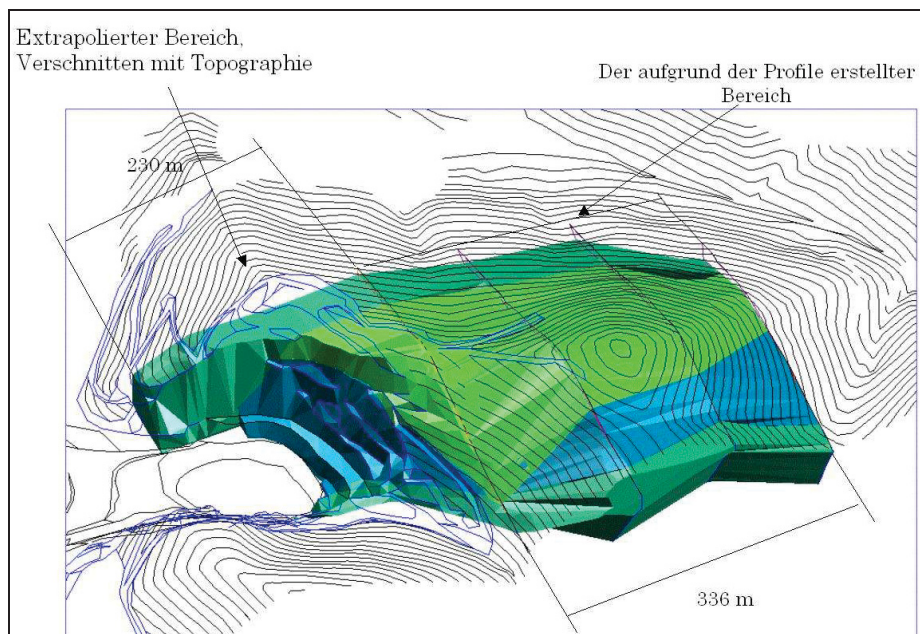 Extrapolierter Bereich,
Verschnitten mit Topographie
Der aufgrund der Profile erstellter
Bereich
230 m
336 m